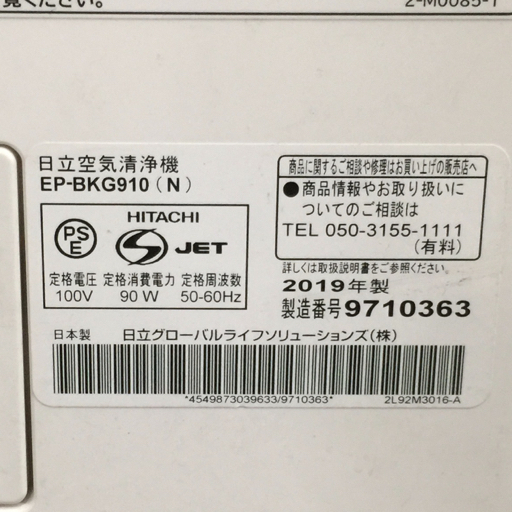 覧ください。
2-M0085-1
日立空気清浄機
EP-BKG910(N)
PS
E
HITACHI
S JET
定格電圧 定格消費電力 定格周波数
100V 90 W 50-60Hz
商品に関するご相談や修理はお買い上げの販売店へ
●商品情報やお取り扱いに
ついてのご相談は
TEL 050-3155-1111
(有料)
詳しくは取扱説明書をご参照ください。
2019年製
製造番号9710363
日本製 日立グローバルライフソリューションズ(株)
*4549873039633/9710363*
2L92M3016-A